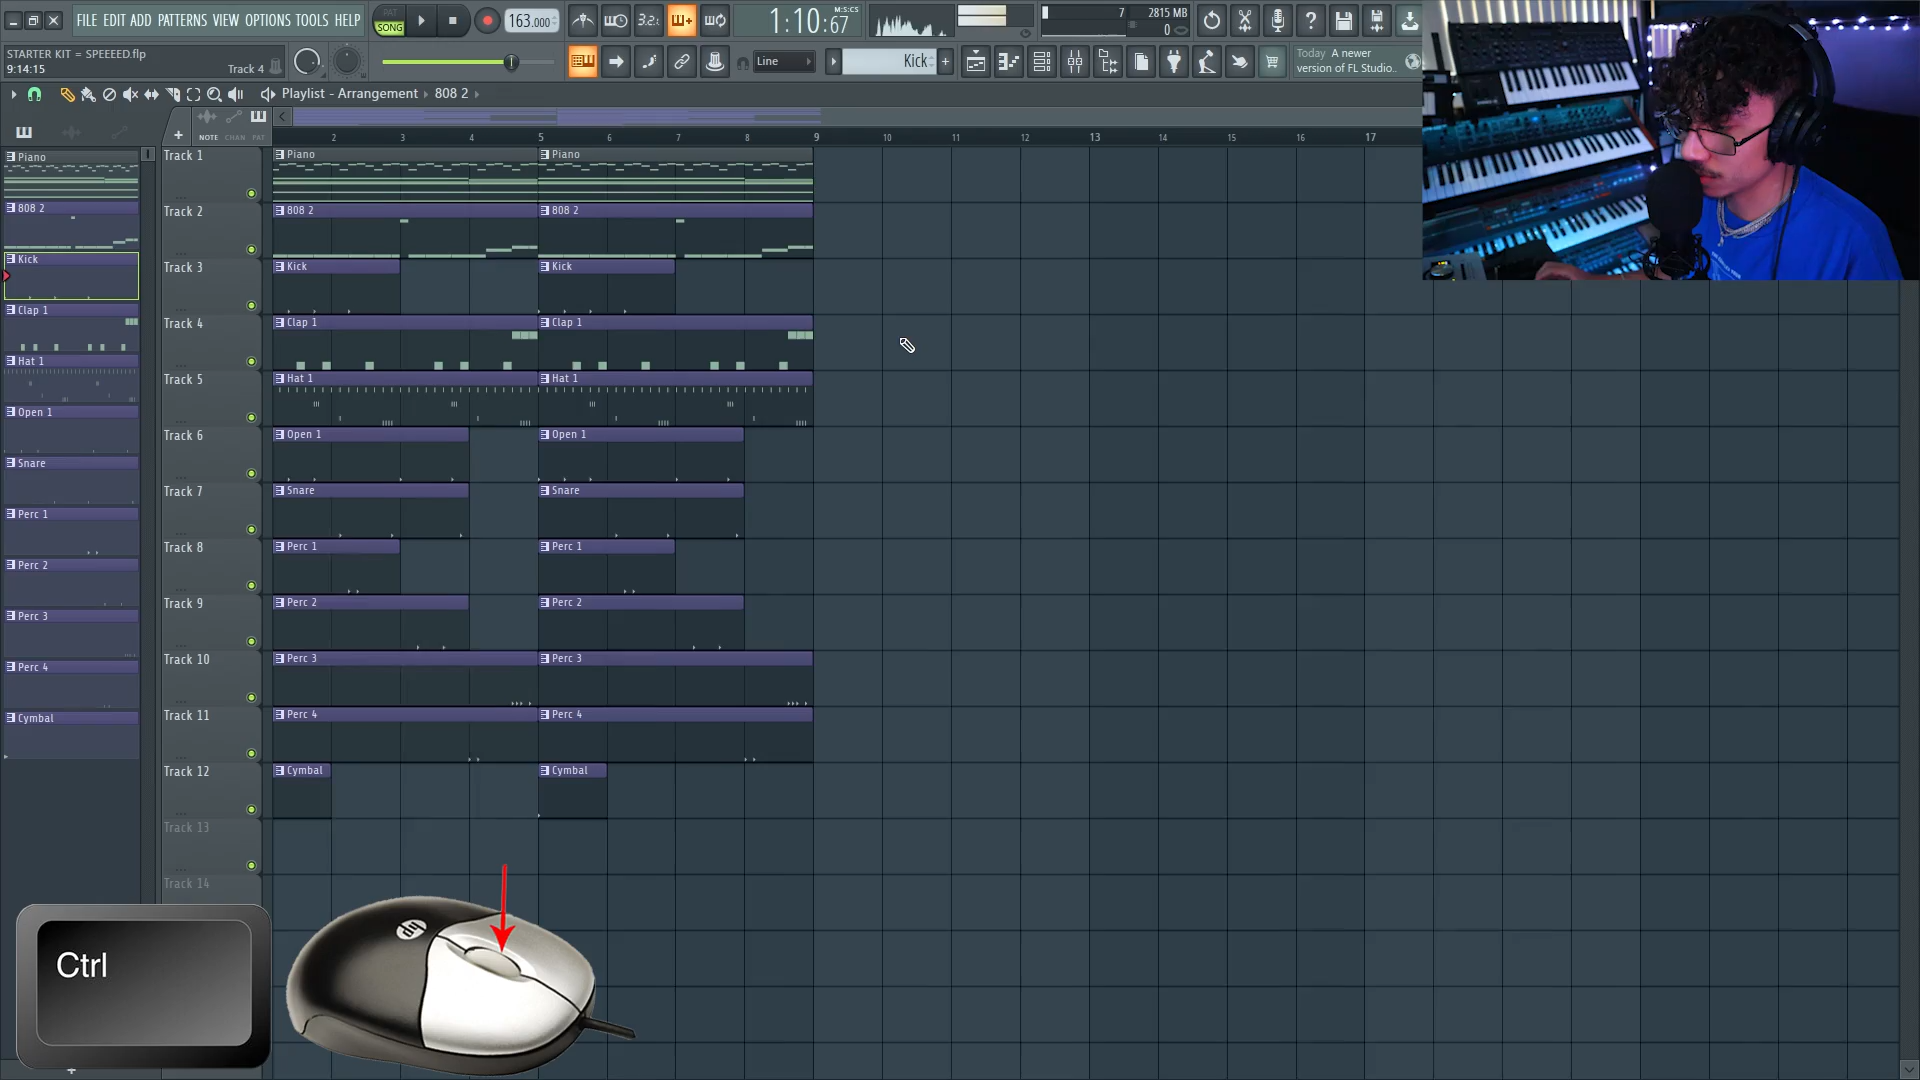 FILE EDIT ADD PATTERNS VIEW OPTIONS TOOLS HELP
PAT
SONG
163.000
3.2.
1:10:67
M:S:CS
7
2815 MB
0
STARTER KIT = SPEEEED.flp
9:14:15
Track 4
Line
Kick
Today A newer
version of FL Studio..
Playlist - Arrangement
808 2
NOTE CHAN PAT
2 3 4 5 6 7 8 9 10 11 12 13 14 15 16 17
Piano
808 2
Kick
Clap 1
Hat 1
Open 1
Snare
Perc 1
Perc 2
Perc 3
Perc 4
Cymbal
Track 1
Piano
Piano
Track 2
808 2
808 2
Track 3
Kick
Kick
Track 4
Clap 1
Clap 1
Track 5
Hat 1
Hat 1
Track 6
Open 1
Open 1
Track 7
Snare
Snare
Track 8
Perc 1
Perc 1
Track 9
Perc 2
Perc 2
Track 10
Perc 3
Perc 3
Track 11
Perc 4
Perc 4
Track 12
Cymbal
Cymbal
Track 13
Track 14
Ctrl
hp